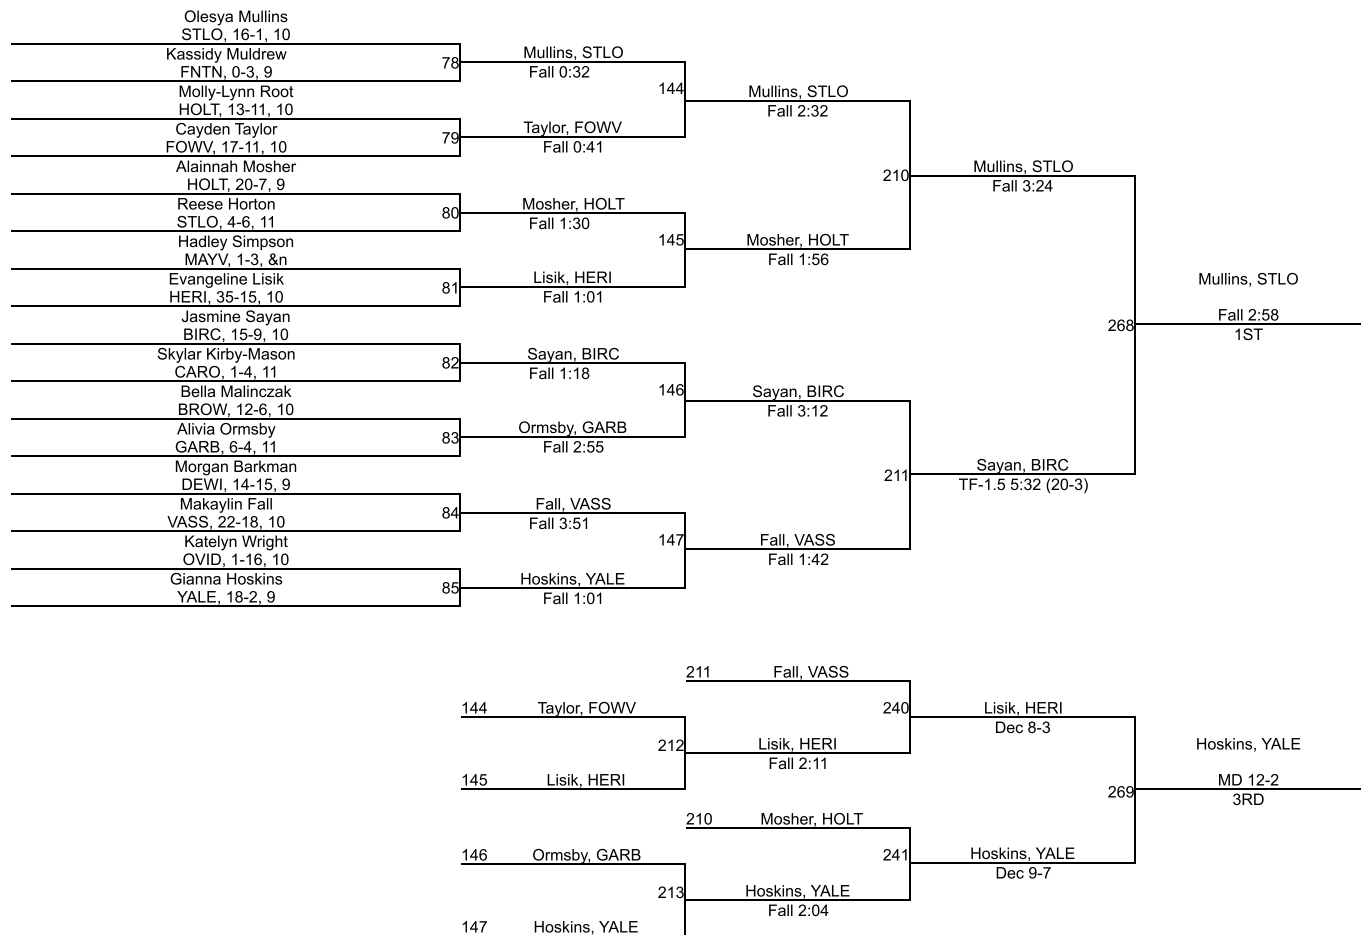 Olesya Mullins
STLO, 16-1, 10
Kassidy Muldrew
FNTN, 0-3, 9
Molly-Lynn Root
HOLT, 13-11, 10
Cayden Taylor
FOWV, 17-11, 10
Alainnah Mosher
HOLT, 20-7, 9
Reese Horton
STLO, 4-6, 11
Hadley Simpson
MAYV, 1-3, &n
Evangeline Lisik
HERI, 35-15, 10
Jasmine Sayan
BIRC, 15-9, 10
Skylar Kirby-Mason
CARO, 1-4, 11
Bella Malinczak
BROW, 12-6, 10
Alivia Ormsby
GARB, 6-4, 11
Morgan Barkman
DEWI, 14-15, 9
Makaylin Fall
VASS, 22-18, 10
Katelyn Wright
OVID, 1-16, 10
Gianna Hoskins
YALE, 18-2, 9
78
79
80
81
82
83
84
85
Mullins, STLO
Fall 0:32
Taylor, FOWV
Fall 0:41
Mosher, HOLT
Fall 1:30
Lisik, HERI
Fall 1:01
Sayan, BIRC
Fall 1:18
Ormsby, GARB
Fall 2:55
Fall, VASS
Fall 3:51
Hoskins, YALE
Fall 1:01
144
145
146
147
Mullins, STLO
Fall 2:32
Mosher, HOLT
Fall 1:56
Sayan, BIRC
Fall 3:12
Fall, VASS
Fall 1:42
210
211
Mullins, STLO
Fall 3:24
Sayan, BIRC
TF-1.5 5:32 (20-3)
268
Mullins, STLO
Fall 2:58
1ST
144 Taylor, FOWV
145 Lisik, HERI
146 Ormsby, GARB
147 Hoskins, YALE
212
213
211 Fall, VASS
Lisik, HERI
Fall 2:11
210 Mosher, HOLT
Hoskins, YALE
Fall 2:04
240
241
Lisik, HERI
Dec 8-3
Hoskins, YALE
Dec 9-7
269
Hoskins, YALE
MD 12-2
3RD